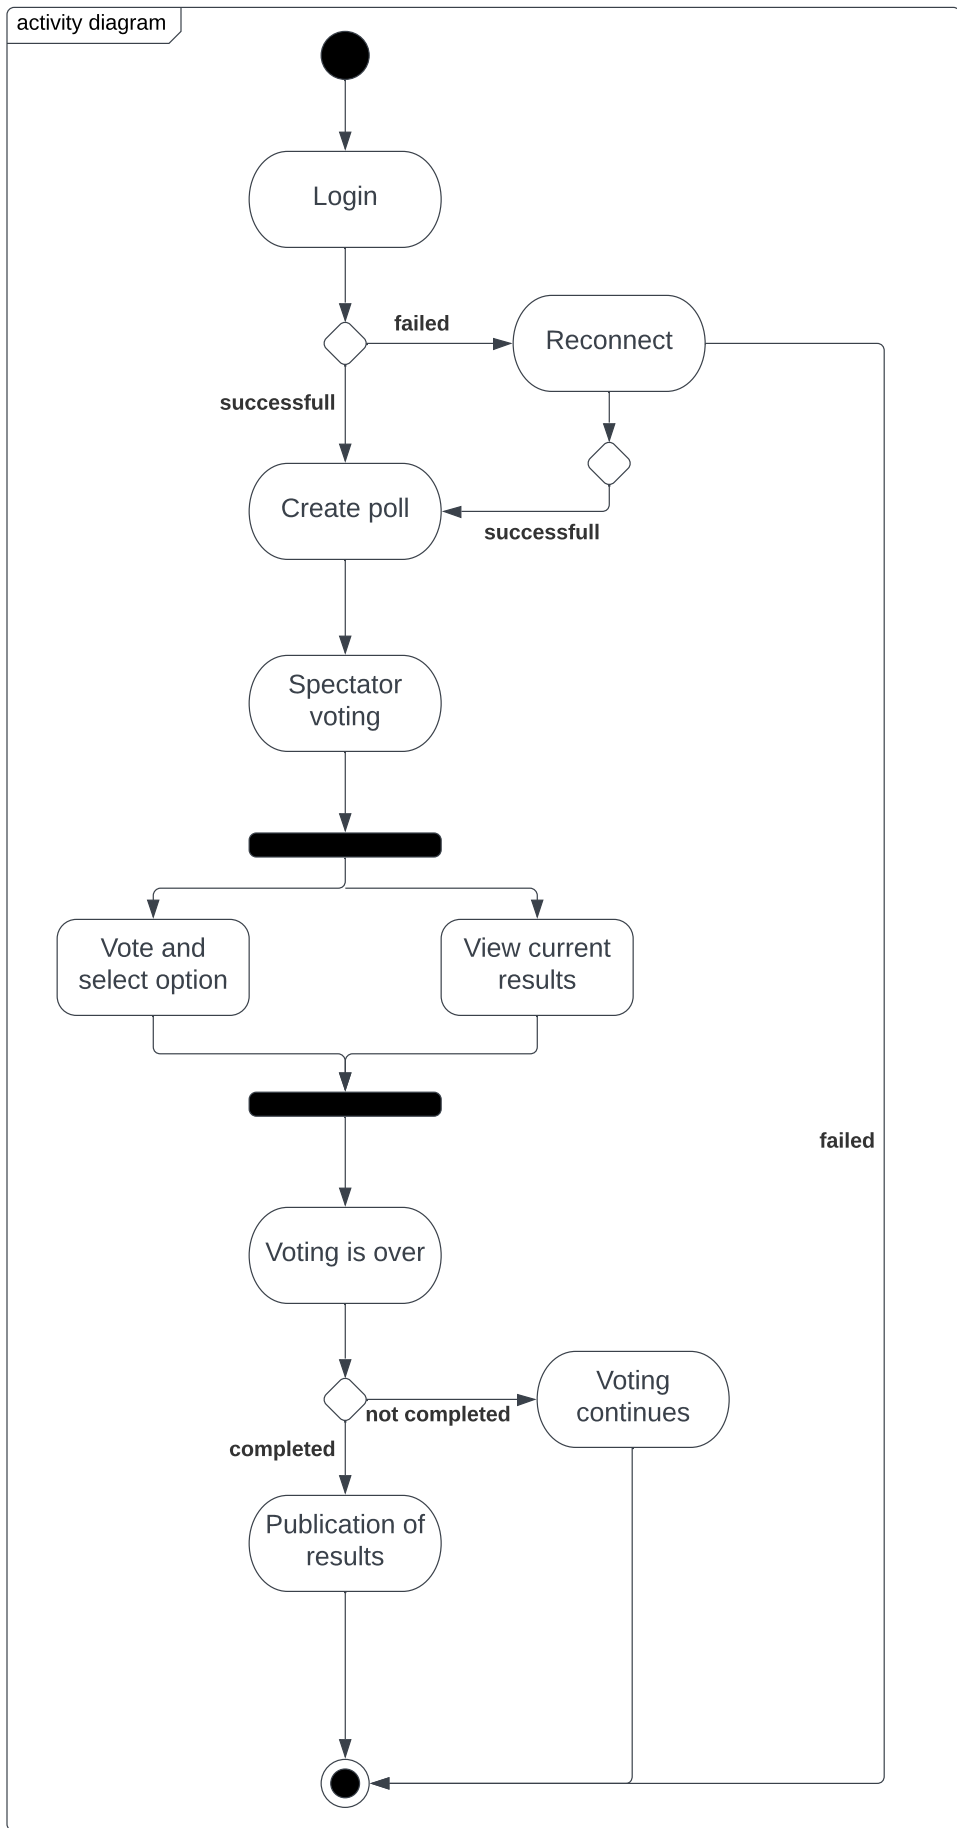 activity diagram
Login
failed
Reconnect
successfull
Create poll
successfull
Spectator
voting
Vote and
select option
View current
results
failed
Voting is over
Voting
continues
not completed
completed
Publication of
results